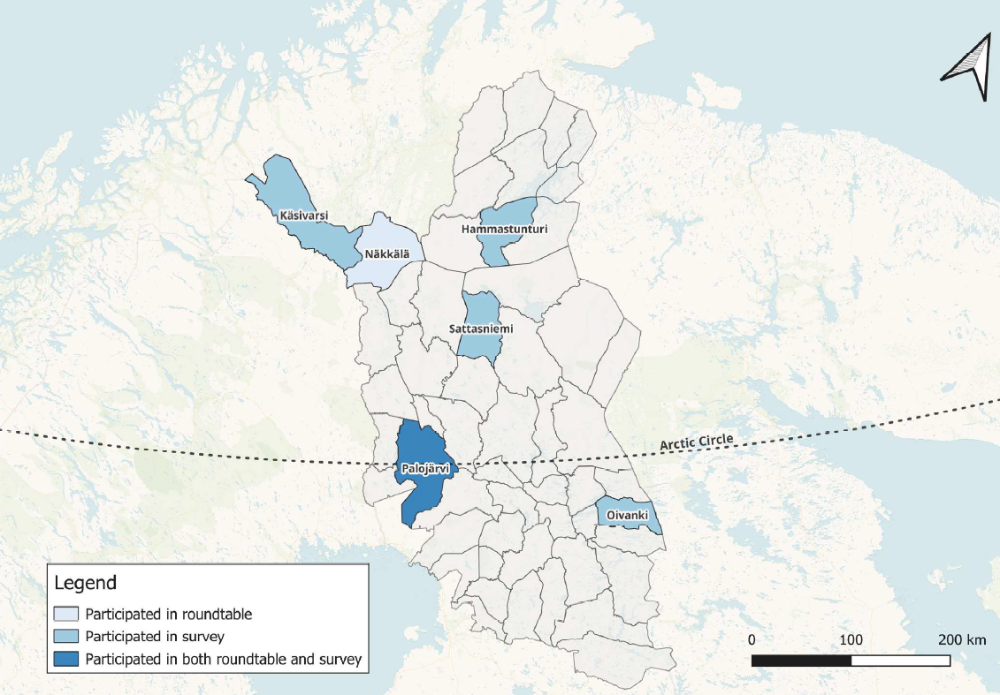 Käsivarsi
Näkkälä
Hammastunturi
Sattasniemi
Arctic Circle
Palojärvi
Oivanki
Legend
Participated in roundtable
Participated in survey
Participated in both roundtable and survey
0 100 200 km